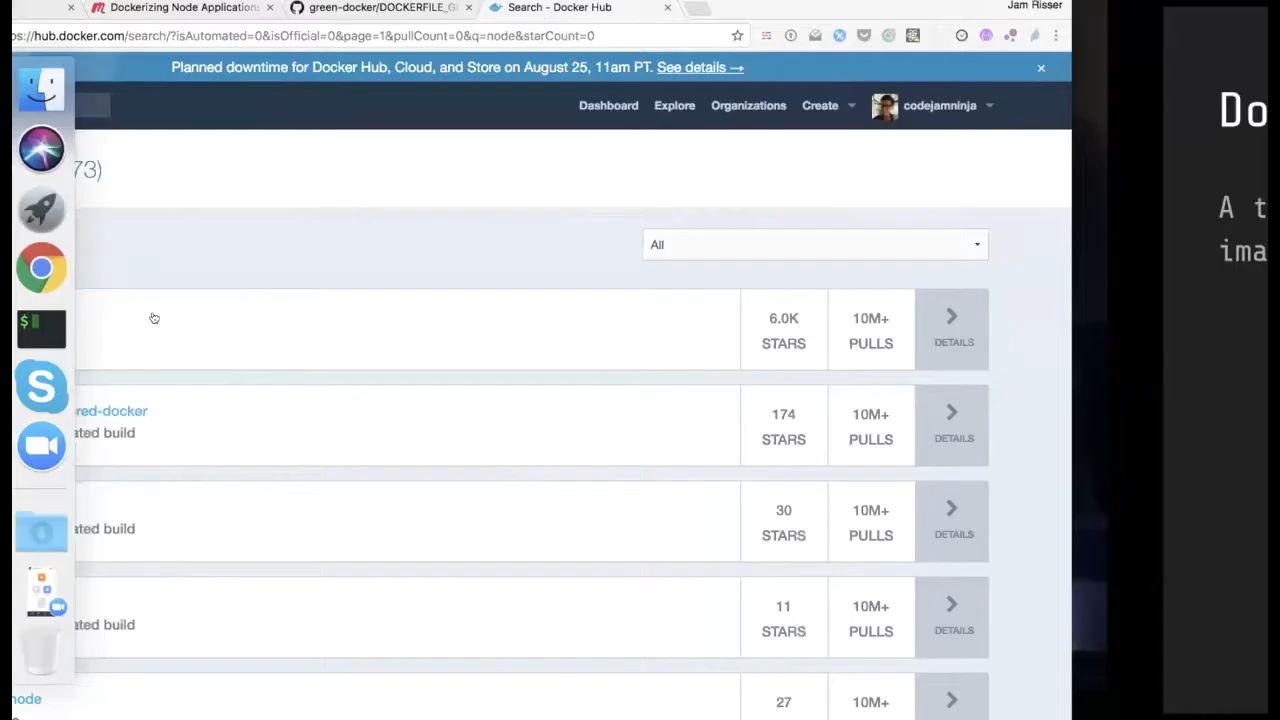 Dockerizing Node Applications
green-docker/DOCKERFILE_G
Search - Docker Hub
Jam Risser
s://hub.docker.com/search/?isAutomated=0&isOfficial=0&page=1&pullCount=0&q=node&starCount=0
Planned downtime for Docker Hub, Cloud, and Store on August 25, 11am PT. See details →
Dashboard Explore Organizations Create codejamninja
73)
All
6.0K STARS
10M+ PULLS
DETAILS
red-docker
ated build
174 STARS
10M+ PULLS
DETAILS
ated build
30 STARS
10M+ PULLS
DETAILS
ated build
11 STARS
10M+ PULLS
DETAILS
node
27
10M+
Do
A t
ima